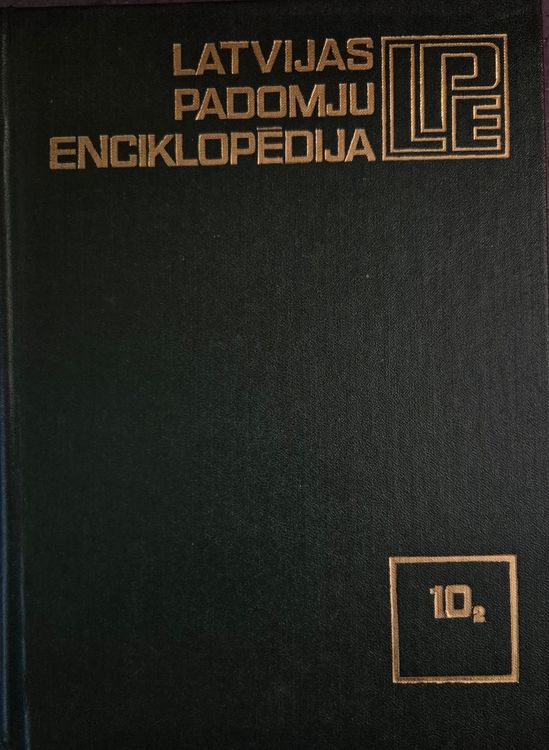 LATVIJAS
PADOMJU
ENCIKLOPĒDIJA
LPE
10₂